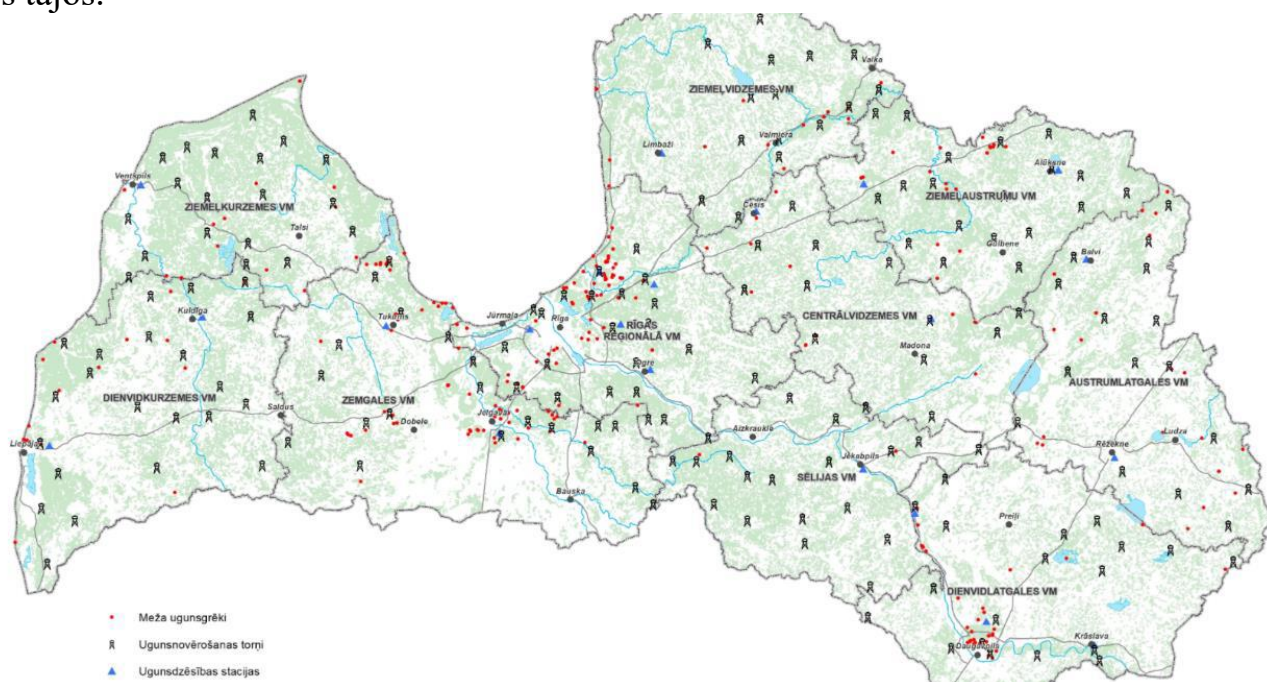 s tajos.
ZIEMEĻVIDZEMES VM
Valka
Valmiera
Limbaži
Alūksne
ZIEMEĻAUSTRUMU VM
Ventspils
ZIEMEĻKURZEMES VM
Talsi
Cēsis
Gulbene
Balvi
Kuldīga
Tukums
Jūrmala
Rīga
RĪGAS
REĢIONĀLĀ VM
CENTRĀLVIDZEMES VM
Madona
Ogre
DIENVIDKURZEMES VM
ZEMGALES VM
AUSTRUMLATGALES VM
Saldus
Dobele
Jelgava
Aizkraukle
Ludza
Liepāja
Rēzekne
Jēkabpils
SĒLIJAS VM
Bauska
Preiļi
DIENVIDLATGALES VM
Krāslava
Daugavpils
Meža ugunsgrēki
Ugunsnovērošanas torņi
Ugunsdzēsības stacijas